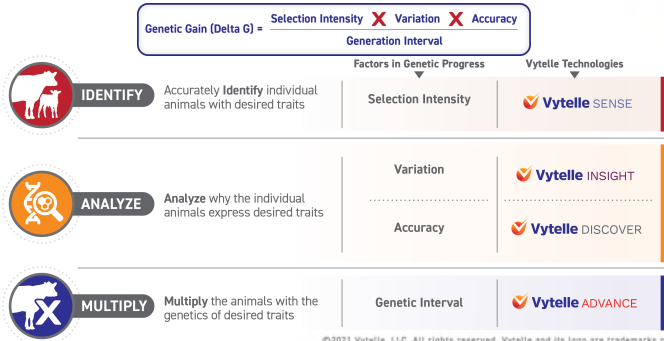 Genetic Gain (Delta G) = Selection Intensity X Variation X Accuracy
Generation Interval
Factors in Genetic Progress
Vytelle Technologies
IDENTIFY
Accurately Identify individual
animals with desired traits
Selection Intensity
Vytelle SENSE
ANALYZE
Analyze why the individual
animals express desired traits
Variation
Vytelle INSIGHT
Accuracy
Vytelle DISCOVER
MULTIPLY
Multiply the animals with the
genetics of desired traits
Genetic Interval
Vytelle ADVANCE
©2021 Vytelle, LLC. All rights reserved. Vytelle and its logo are trademarks